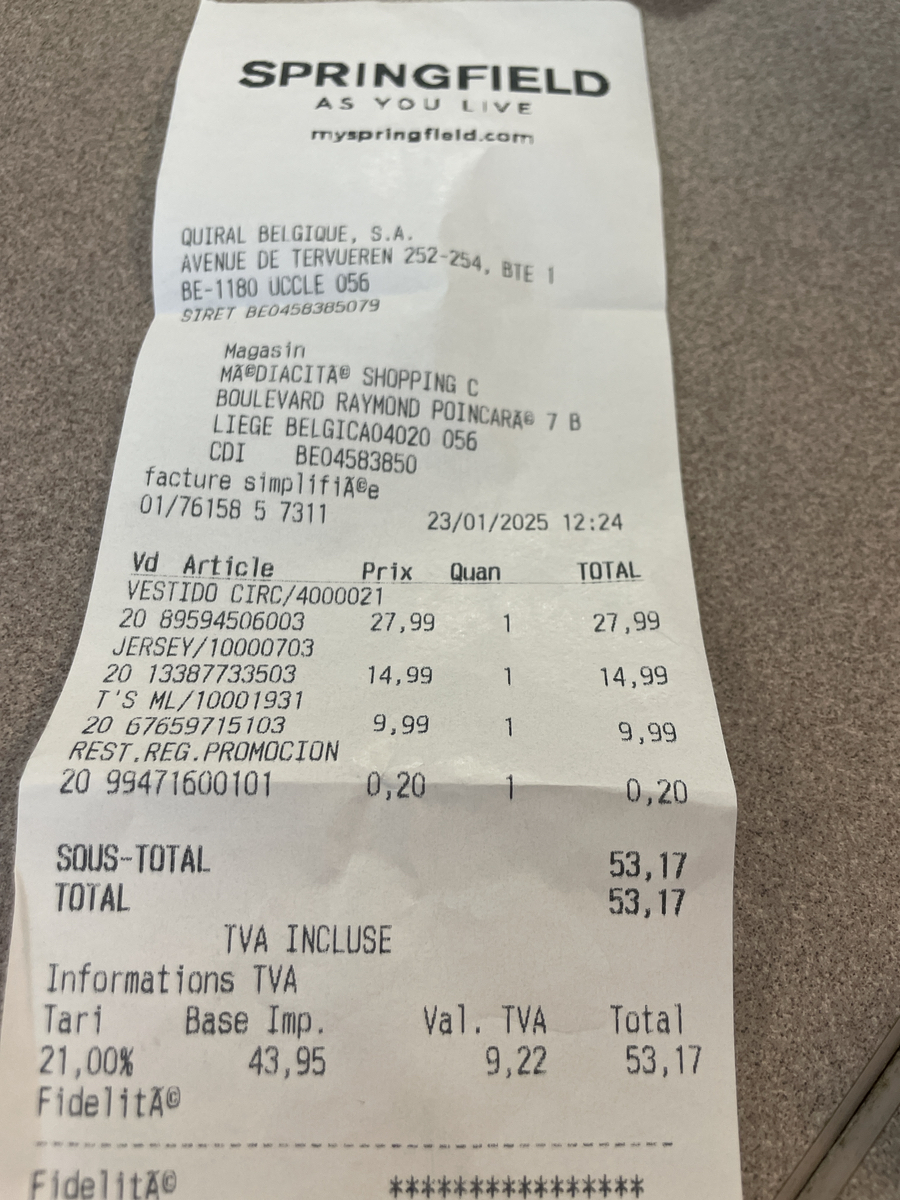 SPRINGFIELD
AS YOU LIVE
myspringfield.com
QUIRAL BELGIQUE, S.A.
AVENUE DE TERVUEREN 252-254, BTE 1
BE-1180 UCCLE 056
SIRET BE0458385079
Magasin
MÃ©DIACITÃ© SHOPPING C
BOULEVARD RAYMOND POINCARÃ© 7 B
LIEGE BELGICA04020 056
CDI BE04583850
facture simplifiÃ©e
01/76158 5 7311 23/01/2025 12:24
Vd Article Prix Quan TOTAL
VESTIDO CIRC/4000021
20 89594506003 27,99 1 27,99
JERSEY/10000703
20 13387733503 14,99 1 14,99
T'S ML/10001931
20 67659715103 9,99 1 9,99
REST.REG.PROMOCION
20 99471600101 0,20 1 0,20
SOUS-TOTAL 53,17
TOTAL 53,17
TVA INCLUSE
Informations TVA
Tari Base Imp. Val. TVA Total
21,00% 43,95 9,22 53,17
FidelitÃ©
------------------------------------------
FidelitÃ© ****************